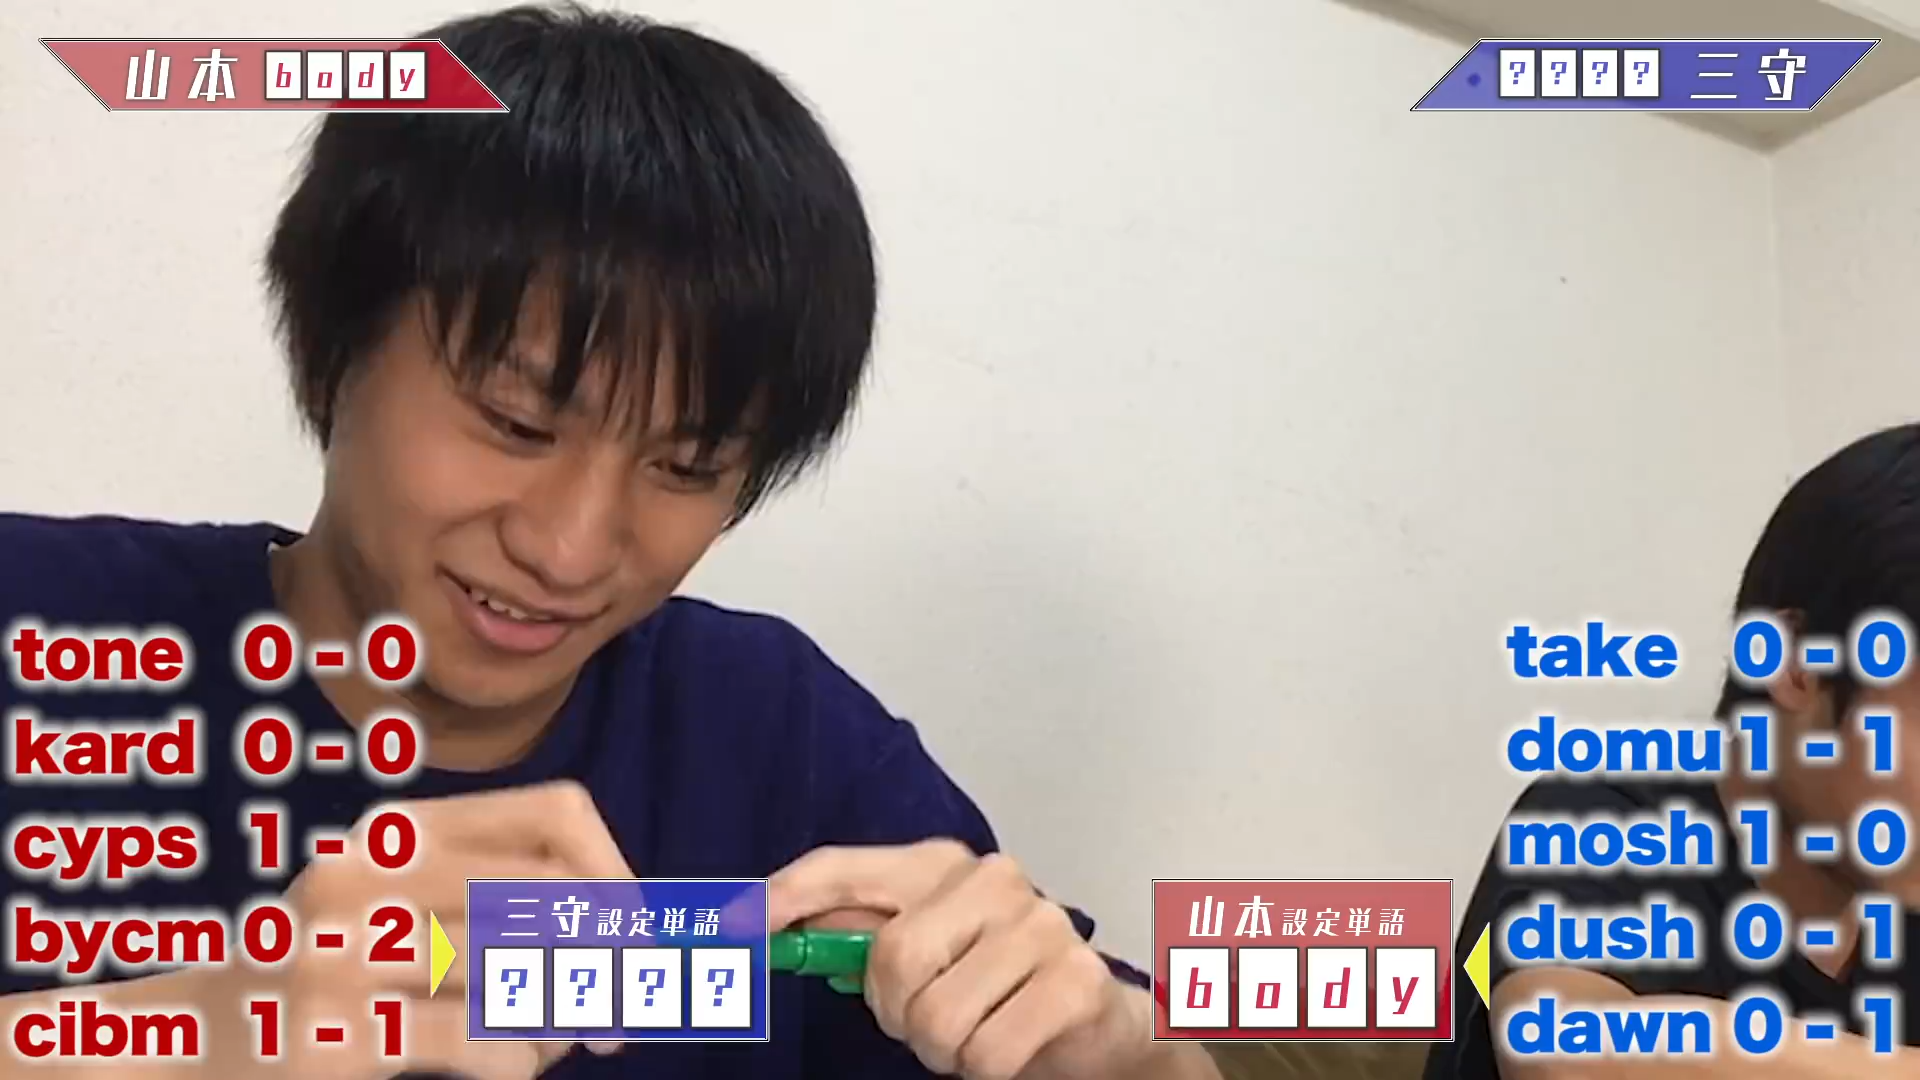 山本 body
???? 三守
tone 0-0
kard 0-0
cyps 1-0
bycm 0-2
cibm 1-1
三守設定単語
????
山本設定単語
body
take 0-0
domu 1-1
mosh 1-0
dush 0-1
dawn 0-1